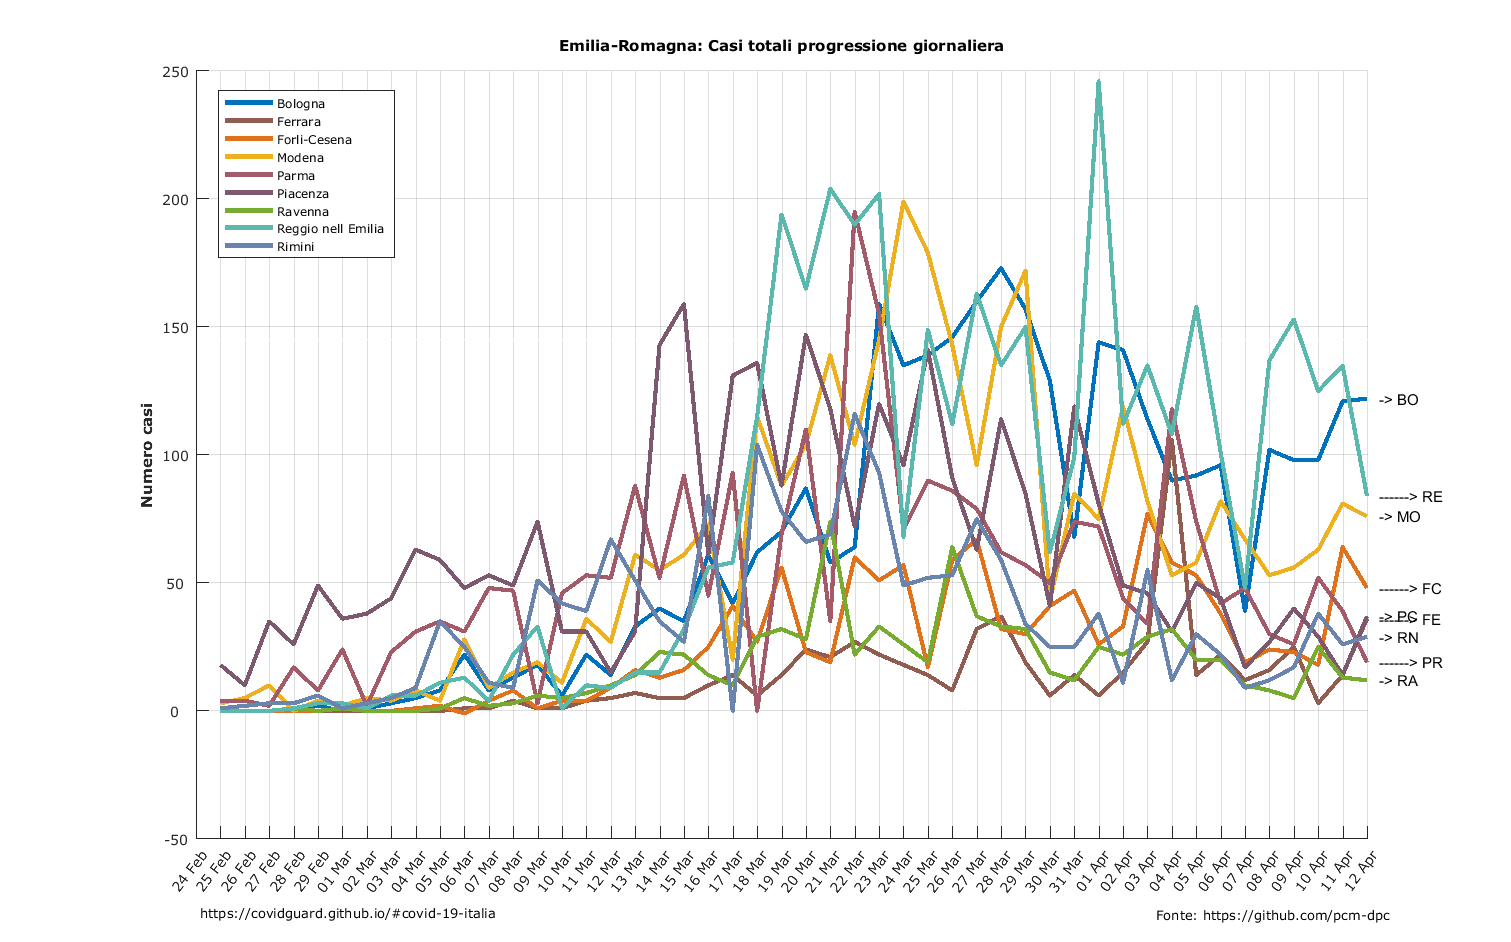 Emilia-Romagna: Casi totali progressione giornaliera
250
200
150
100
50
0
-50
Numero casi
Bologna
Ferrara
Forli-Cesena
Modena
Parma
Piacenza
Ravenna
Reggio nell Emilia
Rimini
-> BO
------> RE
-> MO
------> FC
-> PC
------> FE
-> RN
------> PR
-> RA
24 Feb
25 Feb
26 Feb
27 Feb
28 Feb
29 Feb
01 Mar
02 Mar
03 Mar
04 Mar
05 Mar
06 Mar
07 Mar
08 Mar
09 Mar
10 Mar
11 Mar
12 Mar
13 Mar
14 Mar
15 Mar
16 Mar
17 Mar
18 Mar
19 Mar
20 Mar
21 Mar
22 Mar
23 Mar
24 Mar
25 Mar
26 Mar
27 Mar
28 Mar
29 Mar
30 Mar
31 Mar
01 Apr
02 Apr
03 Apr
04 Apr
05 Apr
06 Apr
07 Apr
08 Apr
09 Apr
10 Apr
11 Apr
12 Apr
https://covidguard.github.io/#covid-19-italia
Fonte: https://github.com/pcm-dpc